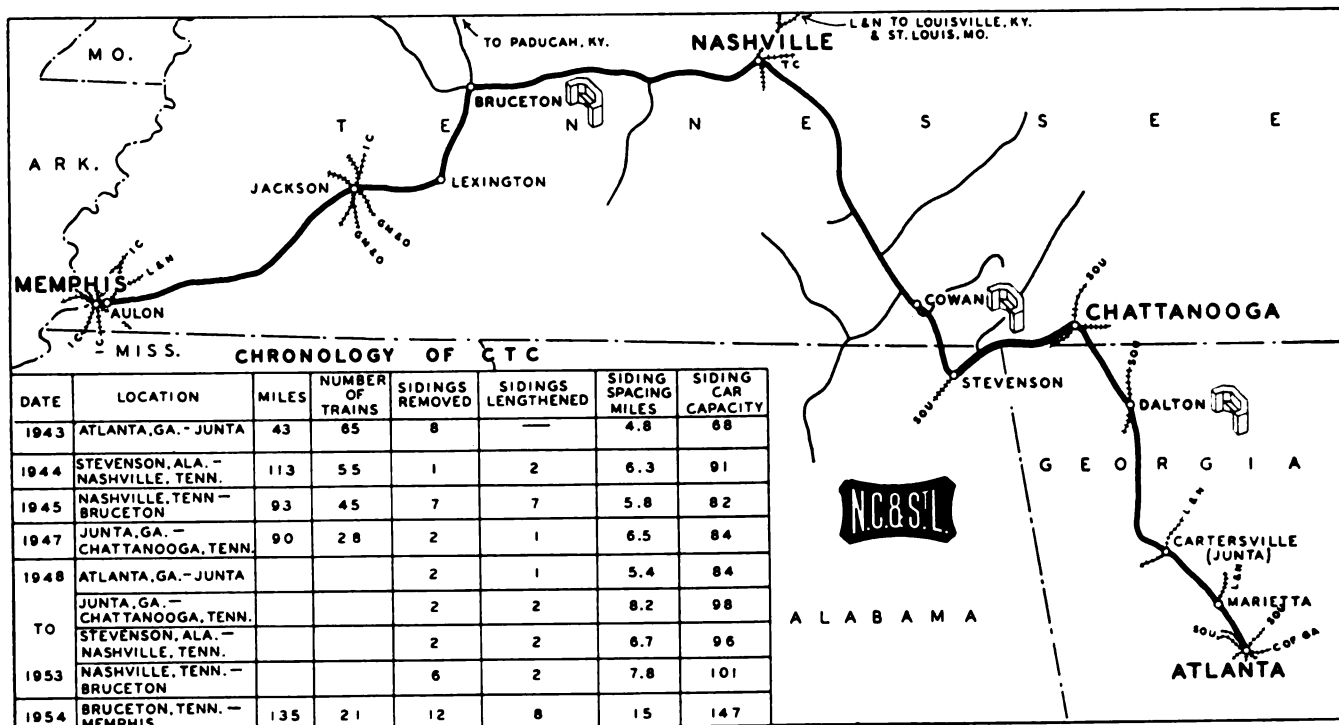 MO.
TO PADUCAH, KY.
NASHVILLE
L&N TO LOUISVILLE, KY.
& ST. LOUIS, MO.
TC
BRUCETON
T E N N E S S E E
ARK.
IC
JACKSON
LEXINGTON
GM&O
GM&O
IC
L&N
MEMPHIS
AULON
IC
IC
MISS.
COWAN
SOU
CHATTANOOGA
STEVENSON
SOU
SOU
DALTON
GEORGIA
N.C.& ST.L.
L&N
CARTERSVILLE
(JUNTA)
L&N
MARIETTA
SOU
SOU
C OF GA
ATLANTA
ALABAMA
CHRONOLOGY OF CTC
DATE LOCATION MILES NUMBER OF TRAINS SIDINGS REMOVED SIDINGS LENGTHENED SIDING SPACING MILES SIDING CAR CAPACITY
1943 ATLANTA, GA. - JUNTA 43 65 8 — 4.8 68
1944 STEVENSON, ALA. - NASHVILLE, TENN. 113 55 1 2 6.3 91
1945 NASHVILLE, TENN - BRUCETON 93 45 7 7 5.8 82
1947 JUNTA, GA. - CHATTANOOGA, TENN. 90 28 2 1 6.5 84
1948 ATLANTA, GA. - JUNTA 2 1 5.4 84
JUNTA, GA. - CHATTANOOGA, TENN. 2 2 8.2 98
TO STEVENSON, ALA. - NASHVILLE, TENN. 2 2 6.7 96
1953 NASHVILLE, TENN. - BRUCETON 6 2 7.8 101
1954 BRUCETON, TENN. - MEMPHIS 135 21 12 8 15 147